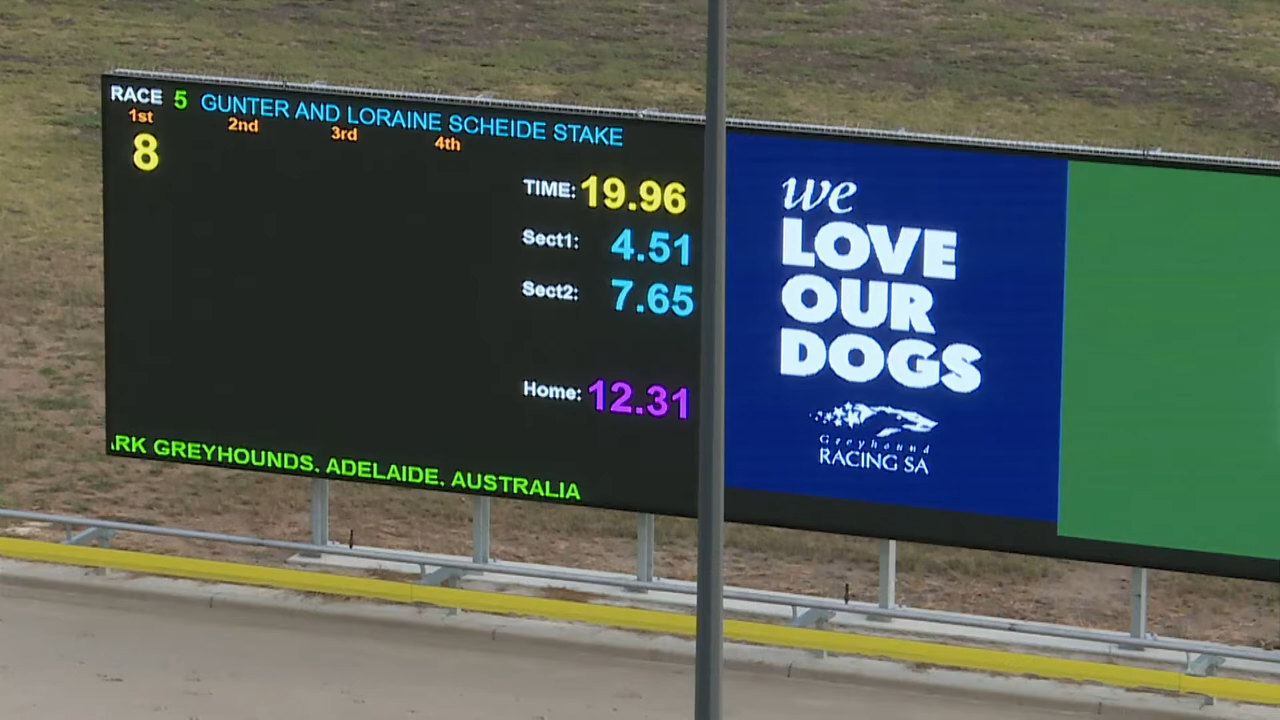 RACE 5 GUNTER AND LORAINE SCHEIDE STAKE
1st 2nd 3rd 4th
8
TIME: 19.96
Sect1: 4.51
Sect2: 7.65
Home: 12.31
RK GREYHOUNDS. ADELAIDE. AUSTRALIA
we
LOVE
OUR
DOGS
Greyhound
RACING SA